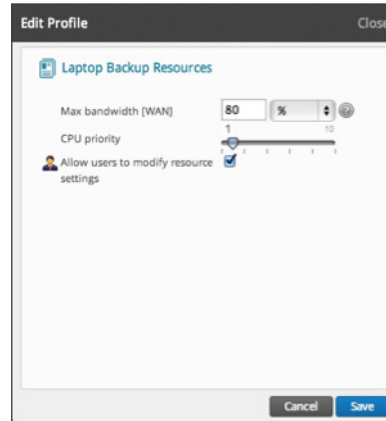 Edit Profile Close
Laptop Backup Resources
Max bandwidth [WAN] 80 %
1 10
CPU priority
Allow users to modify resource
settings
Cancel Save